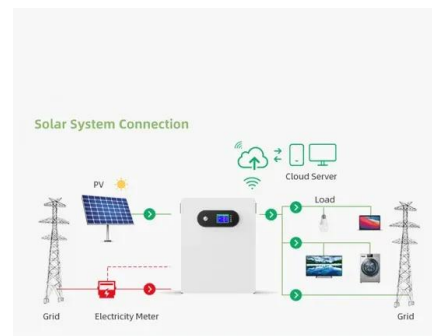 Solar System Connection
Cloud Server
PV
Load
Grid
Electricity Meter
Grid